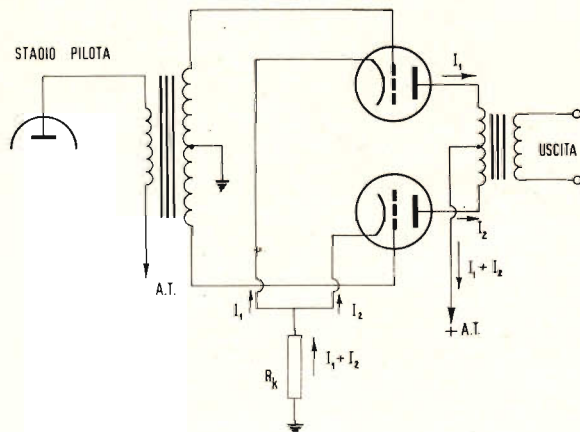 STADIO PILOTA
A.T.
I₁
I₂
I₁ + I₂
Rₖ
I₁
I₂
I₁ + I₂
+ A.T.
USCITA